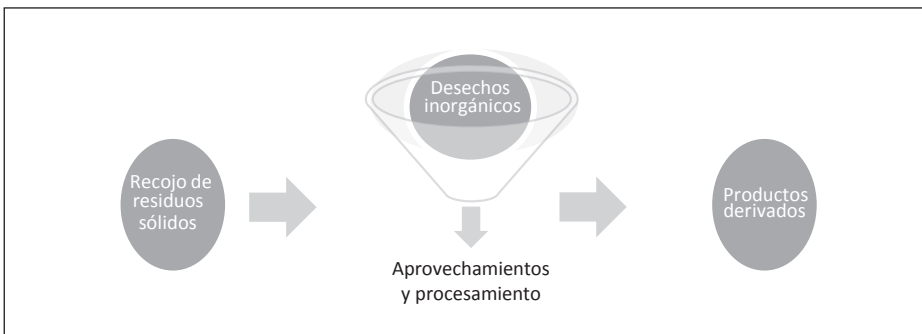 Recojo de
residuos
sólidos
Desechos
inorgánicos
Aprovechamientos
y procesamiento
Productos
derivados